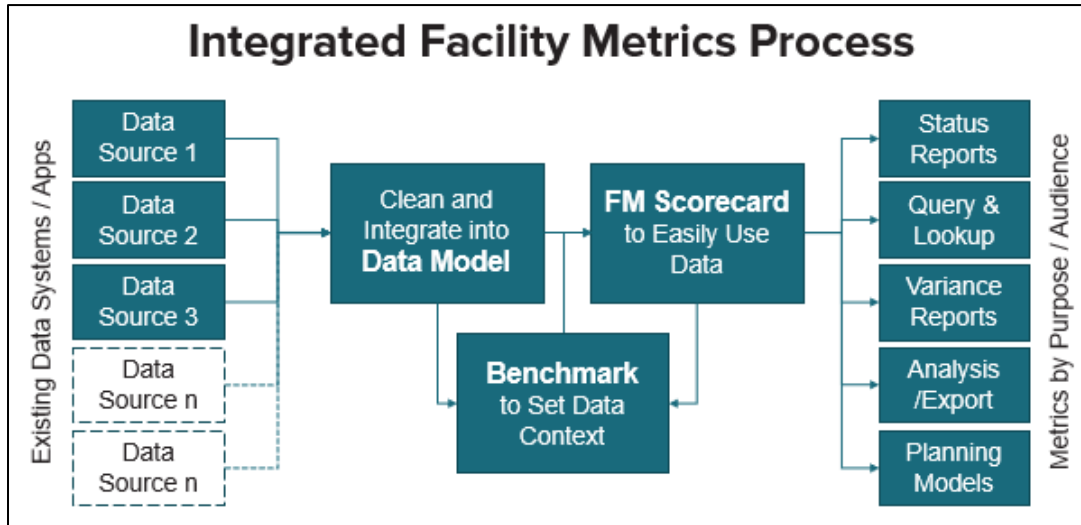 Integrated Facility Metrics Process
Existing Data Systems / Apps
Data
Source 1
Data
Source 2
Data
Source 3
Data
Source n
Data
Source n
Clean and
Integrate into
Data Model
Benchmark
to Set Data
Context
FM Scorecard
to Easily Use
Data
Status
Reports
Query &
Lookup
Variance
Reports
Analysis
/Export
Planning
Models
Metrics by Purpose / Audience